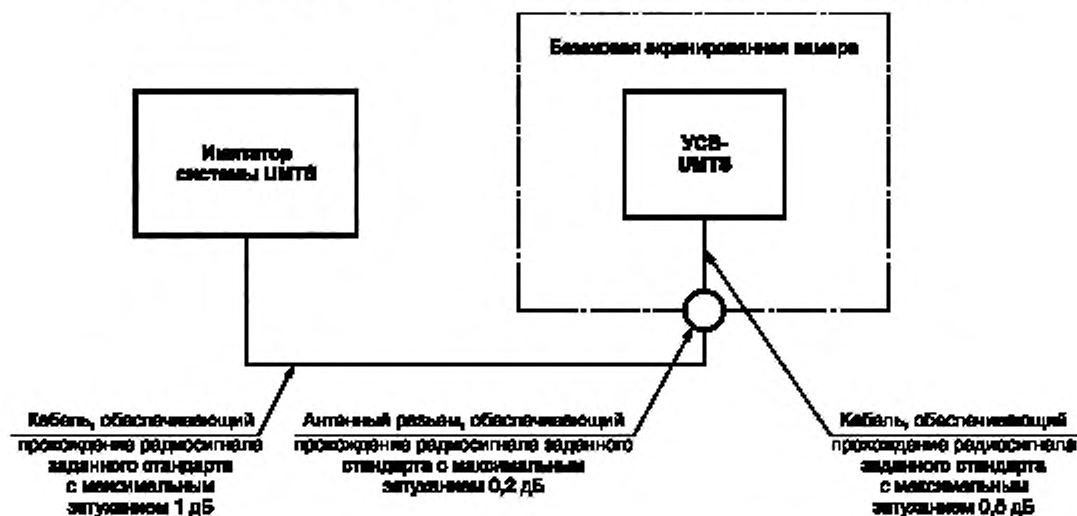 Безэховая экранированная камера
Имитатор
системы UMTS
УСВ-
UMTS
Кабель, обеспечивающий
прохождение радиосигнала
заданного стандарта
с максимальным
затуханием 1 дБ
Антенный разъем, обеспечивающий
прохождение радиосигнала заданного
стандарта с максимальным
затуханием 0,2 дБ
Кабель, обеспечивающий
прохождение радиосигнала
заданного стандарта
с максимальным
затуханием 0,5 дБ